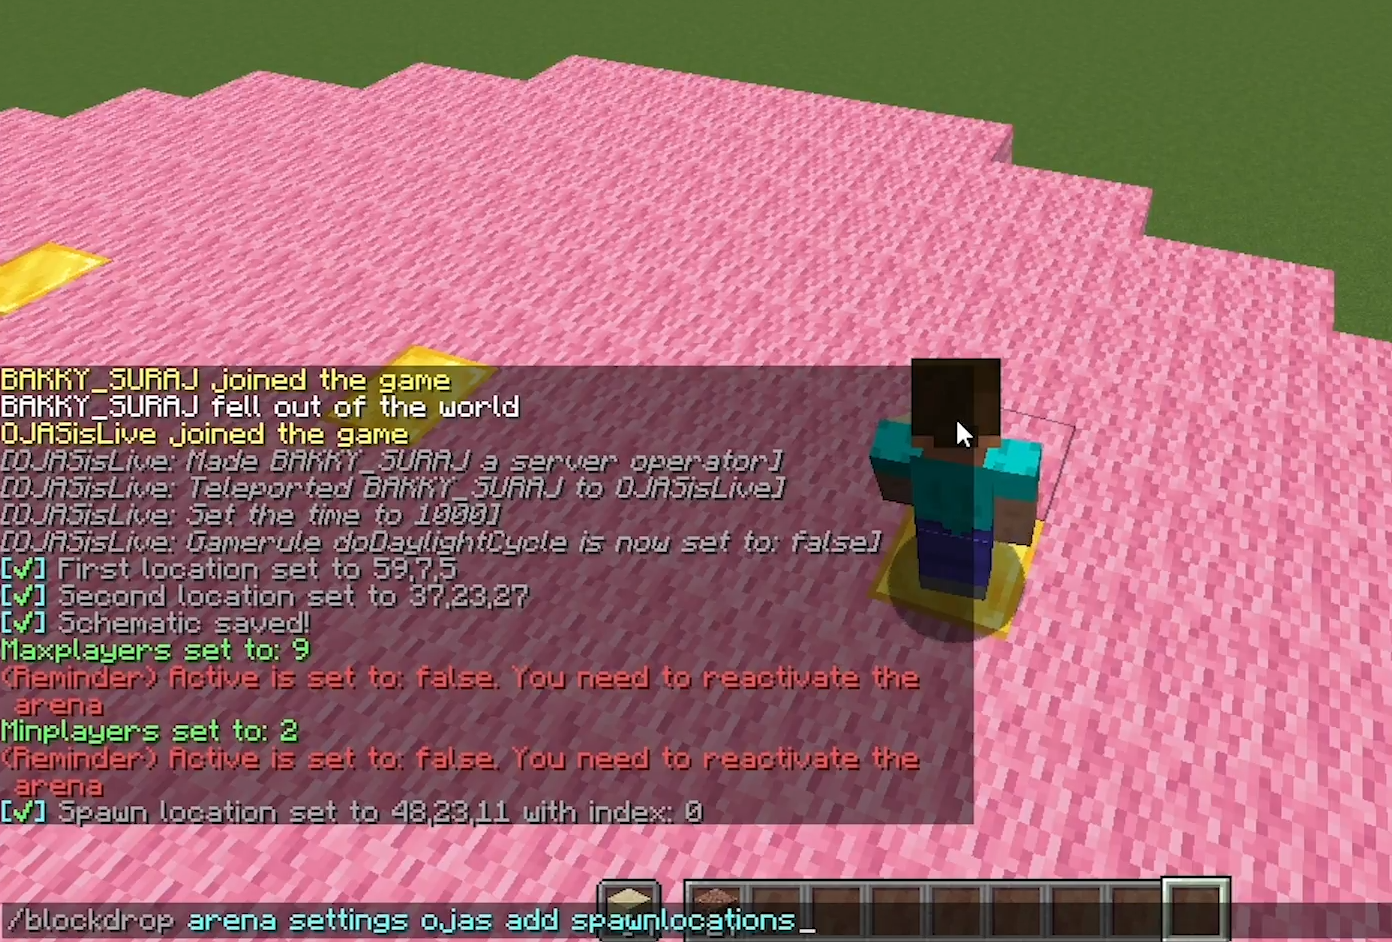 BAKKY_SURAJ joined the game
BAKKY_SURAJ fell out of the world
OJASisLive joined the game
[OJASisLive: Made BAKKY_SURAJ a server operator]
[OJASisLive: Teleported BAKKY_SURAJ to OJASisLive]
[OJASisLive: Set the time to 1000]
[OJASisLive: Gamerule doDaylightCycle is now set to: false]
[✔] First location set to 59,7,5
[✔] Second location set to 37,23,27
[✔] Schematic saved!
Maxplayers set to: 9
(Reminder) Active is set to: false. You need to reactivate the
arena
Minplayers set to: 2
(Reminder) Active is set to: false. You need to reactivate the
arena
[✔] Spawn location set to 48,23,11 with index: 0
/blockdrop arena settings ojas add spawnlocations_